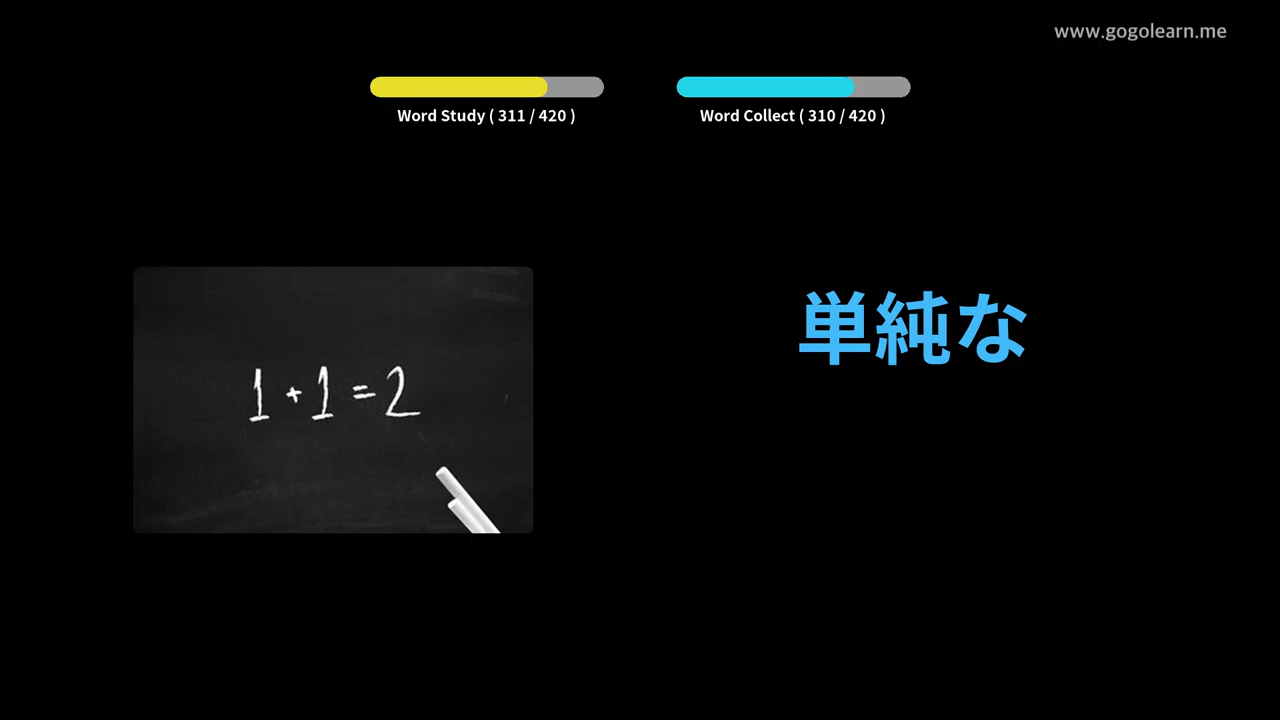 www.gogolearn.me
Word Study ( 311 / 420 )
Word Collect ( 310 / 420 )
単純な
1 + 1 = 2